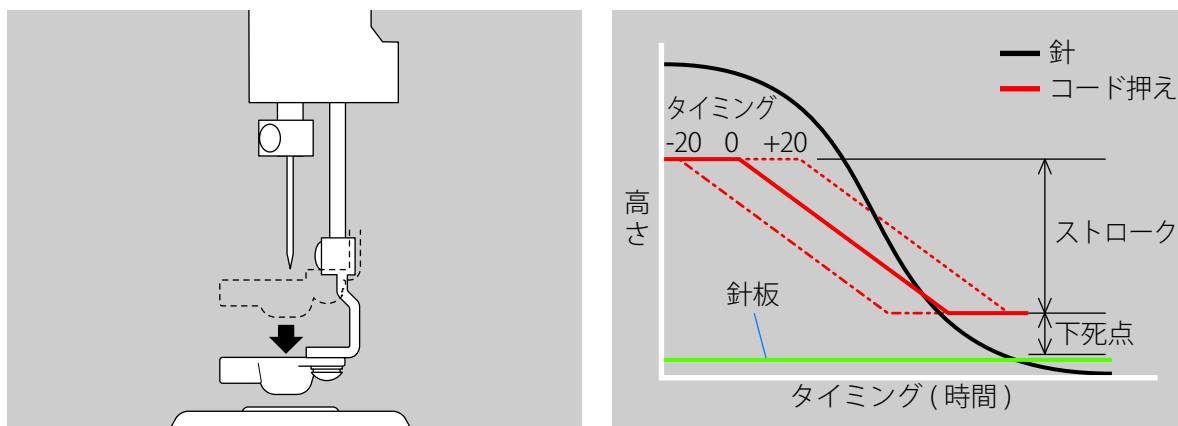 針
コード押え
タイミング
-20 0 +20
高さ
ストローク
針板
下死点
タイミング ( 時間 )